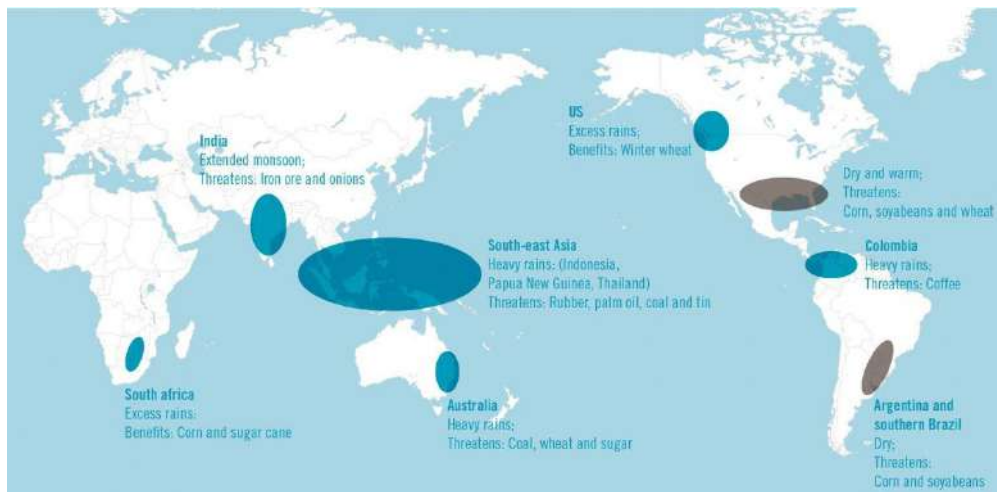 US
Excess rains;
Benefits: Winter wheat
India
Extended monsoon;
Threatens: Iron ore and onions
Dry and warm;
Threatens:
Corn, soyabeans and wheat
South-east Asia
Heavy rains: (Indonesia,
Papua New Guinea, Thailand)
Threatens: Rubber, palm oil, coal and tin
Colombia
Heavy rains;
Threatens: Coffee
South africa
Excess rains:
Benefits: Corn and sugar cane
Australia
Heavy rains;
Threatens: Coal, wheat and sugar
Argentina and
southern Brazil
Dry;
Threatens:
Corn and soyabeans